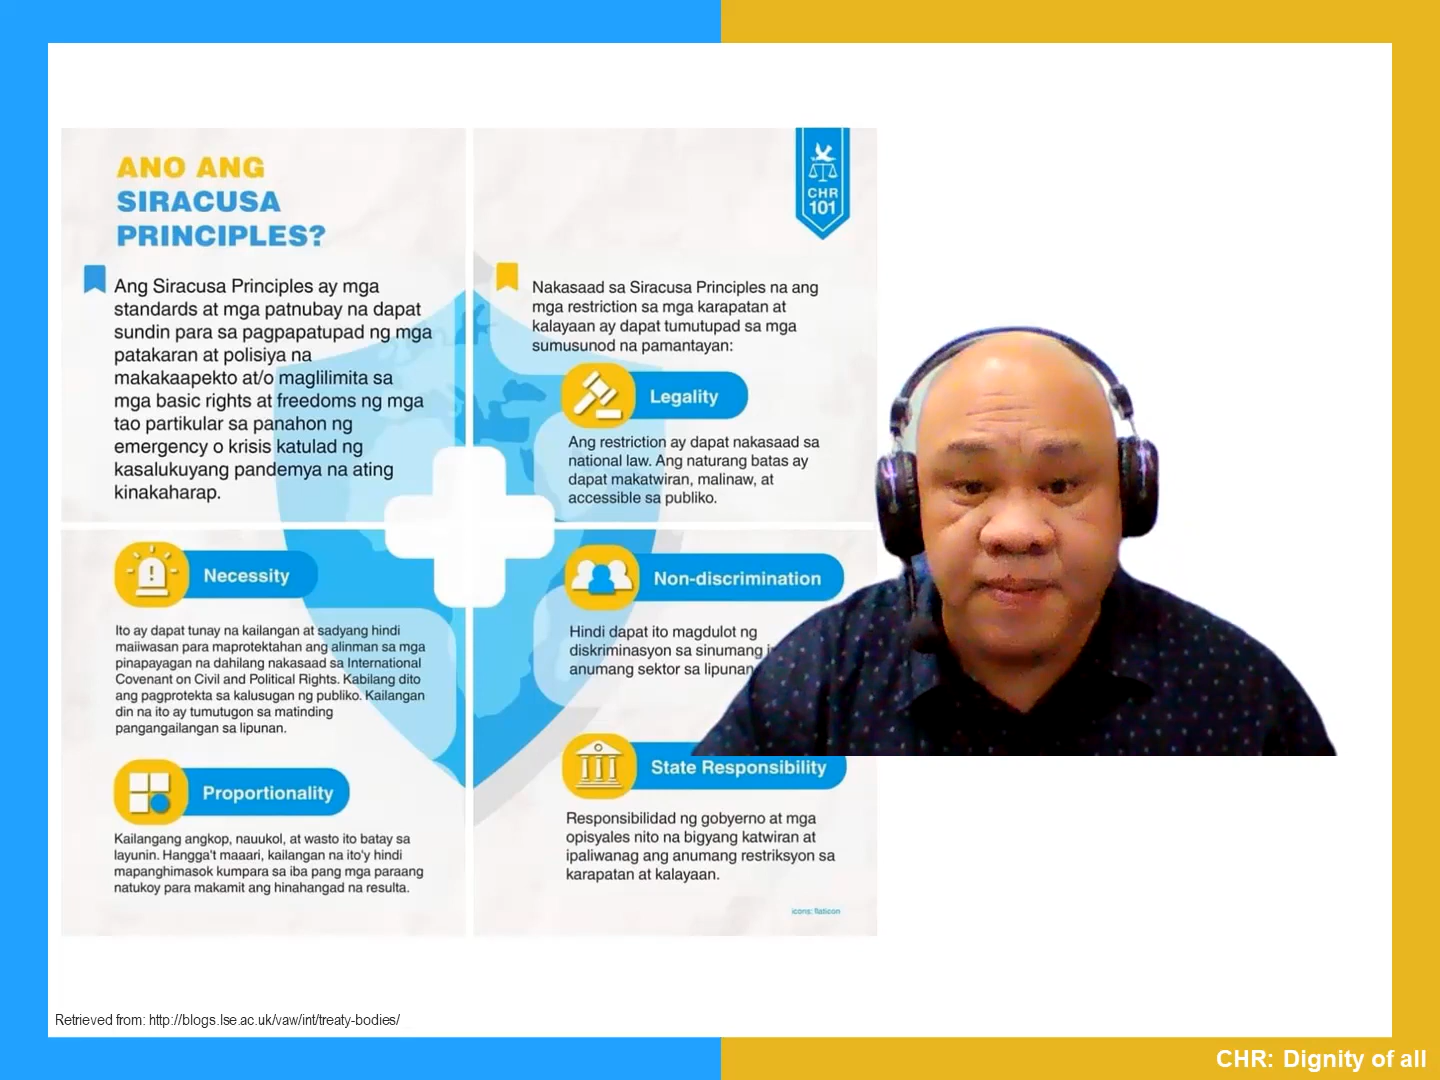 ANO ANG
SIRACUSA
PRINCIPLES?
Ang Siracusa Principles ay mga
standards at mga patnubay na dapat
sundin para sa pagpapatupad ng mga
patakaran at polisiya na
makakaapekto at/o maglilimita sa
mga basic rights at freedoms ng mga
tao partikular sa panahon ng
emergency o krisis katulad ng
kasalukuyang pandemya na ating
kinakaharap.
CHR
101
Nakasaad sa Siracusa Principles na ang
mga restriction sa mga karapatan at
kalayaan ay dapat tumutupad sa mga
sumusunod na pamantayan:
Legality
Ang restriction ay dapat nakasaad sa
national law. Ang naturang batas ay
dapat makatwiran, malinaw, at
accessible sa publiko.
Necessity
Ito ay dapat tunay na kailangan at sadyang hindi
maiiwasan para maprotektahan ang alinman sa mga
pinapayagan na dahilang nakasaad sa International
Covenant on Civil and Political Rights. Kabilang dito
ang pagprotekta sa kalusugan ng publiko. Kailangan
din na ito ay tumutugon sa matinding
pangangailangan sa lipunan.
Proportionality
Kailangang angkop, nauukol, at wasto ito batay sa
layunin. Hangga't maaari, kailangan na ito'y hindi
mapanghimasok kumpara sa iba pang mga paraang
natukoy para makamit ang hinahangad na resulta.
Non-discrimination
Hindi dapat ito magdulot ng
diskriminasyon sa sinumang
anumang sektor sa lipunan
State Responsibility
Responsibilidad ng gobyerno at mga
opisyales nito na bigyang katwiran at
ipaliwanag ang anumang restriksyon sa
karapatan at kalayaan.
icons: flaticon
Retrieved from: http://blogs.lse.ac.uk/vaw/int/treaty-bodies/
CHR: Dignity of all